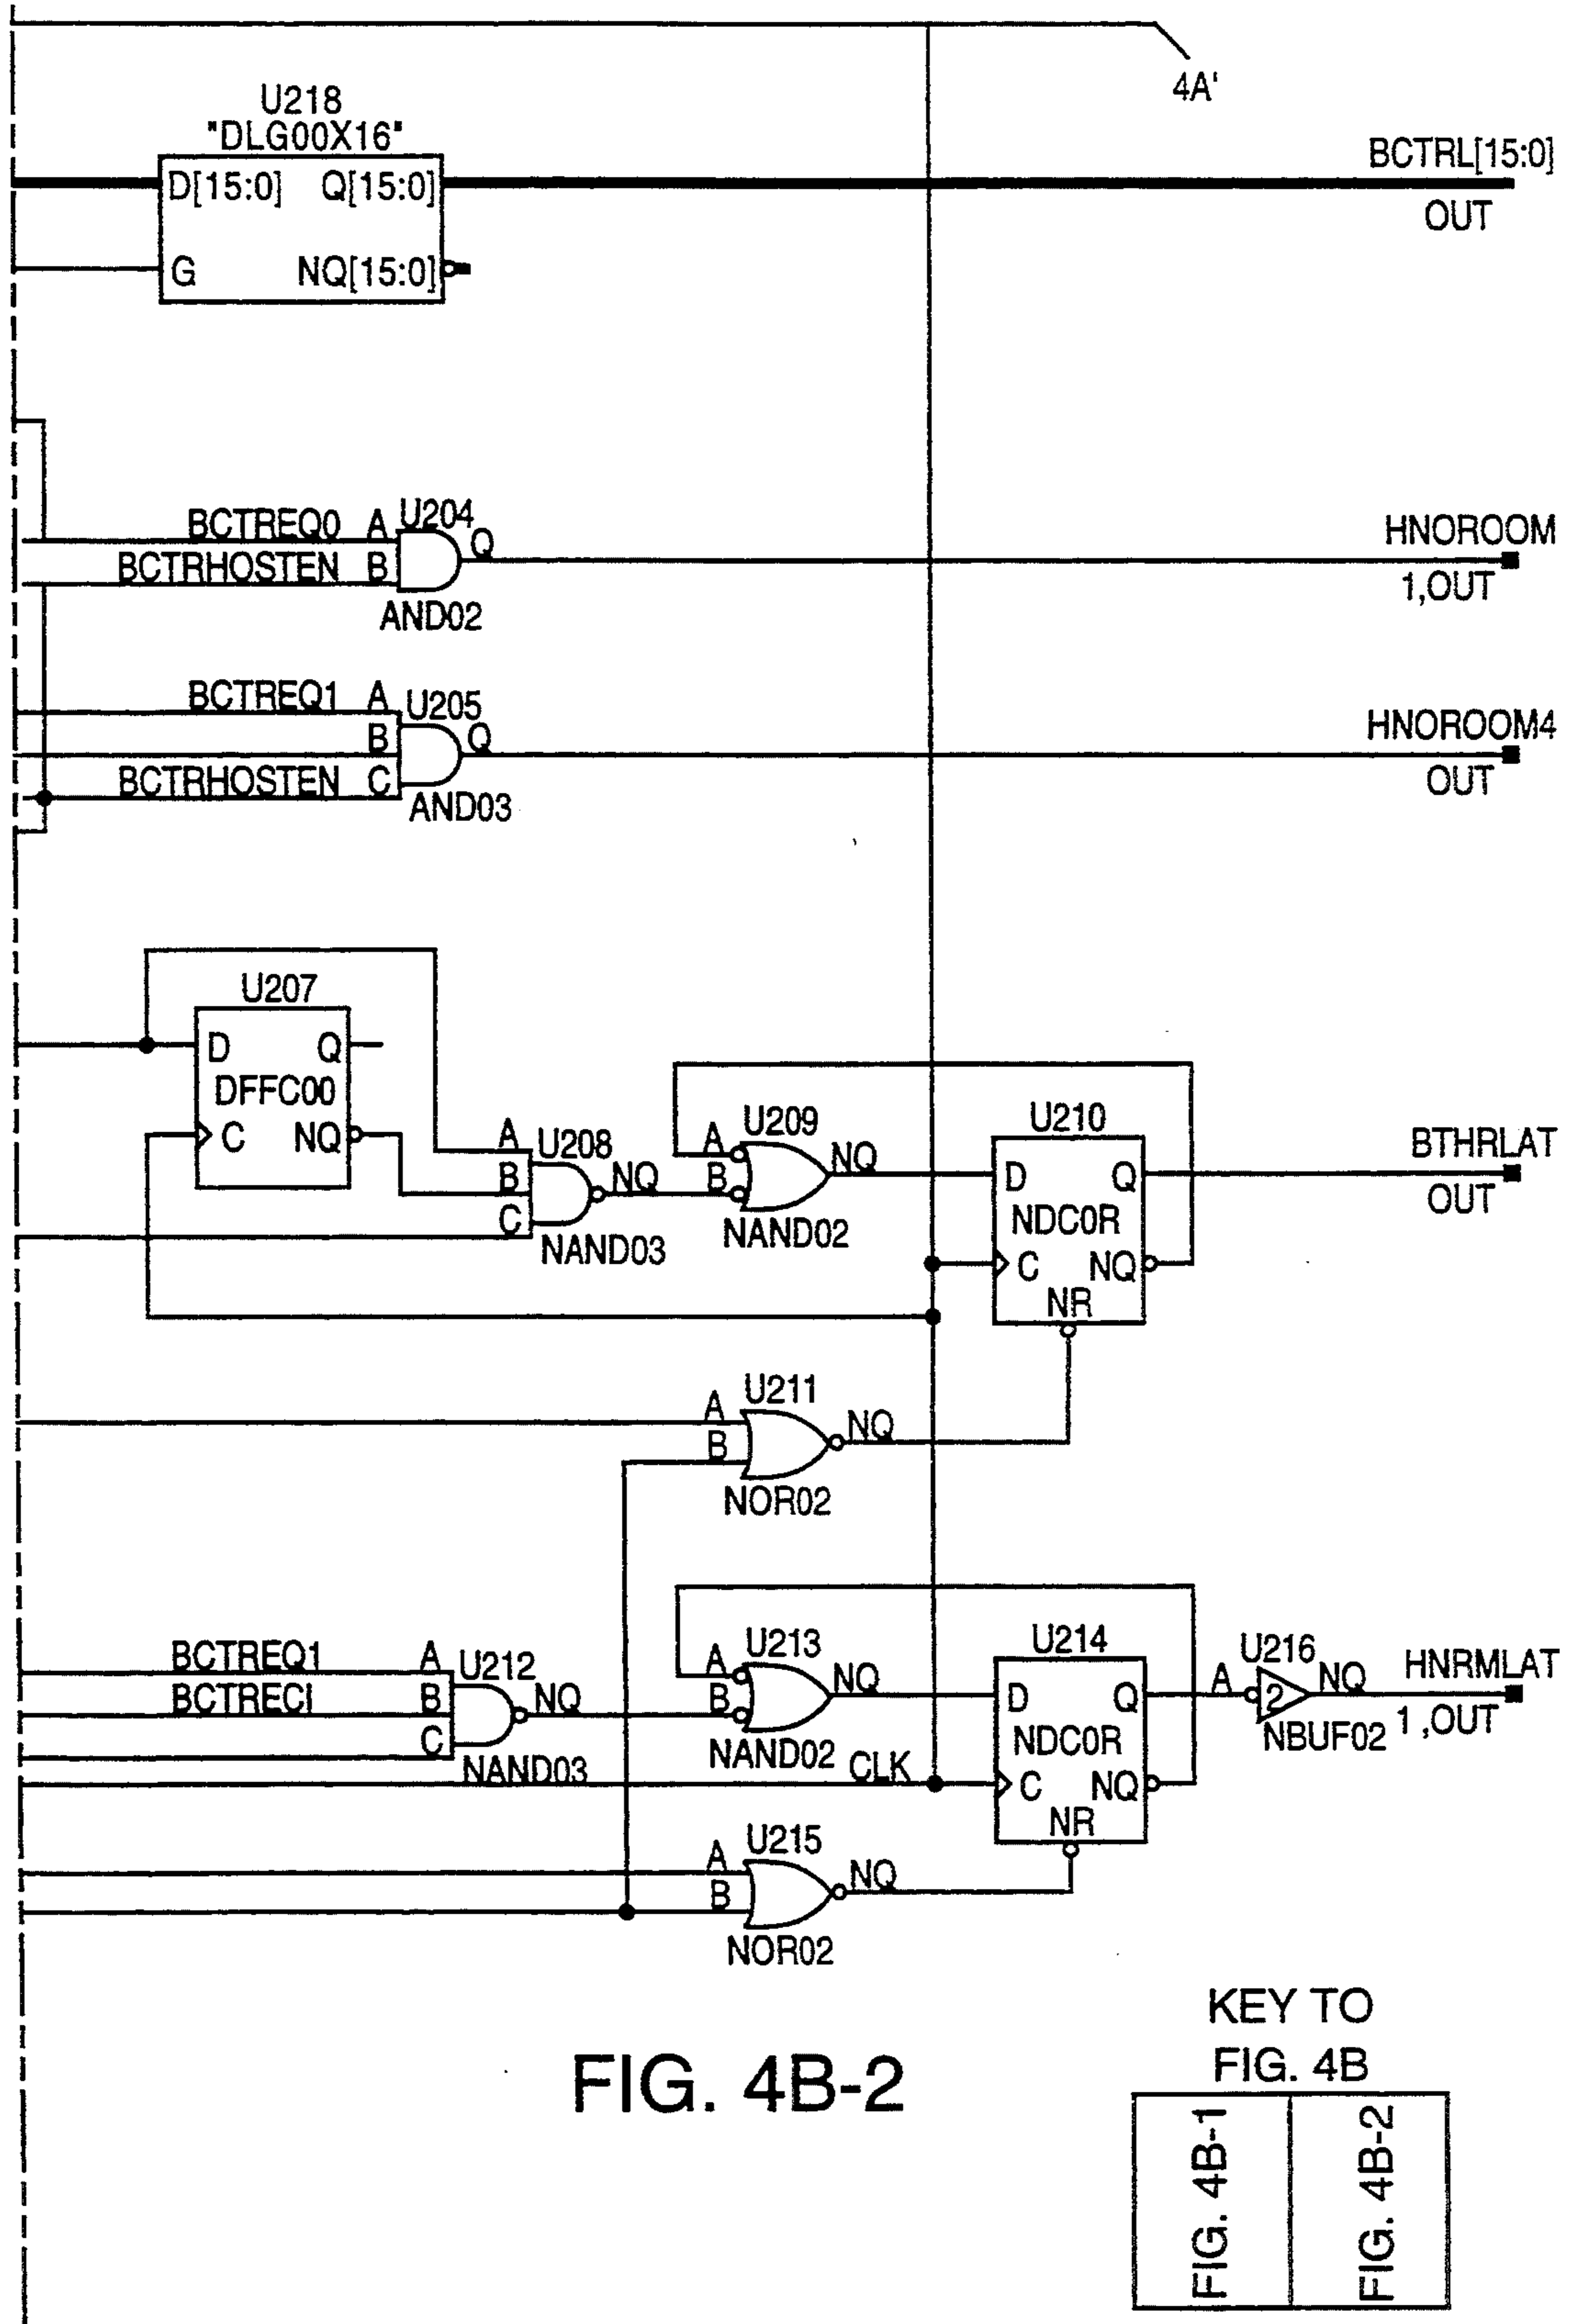 4A'
U218
"DLG00X16"
D[15:0] Q[15:0]
G NQ[15:0]
BCTRL[15:0]
OUT
BCTREQ0 A U204 Q
BCTRHOSTEN B
AND02
HNOROOM
1,OUT
BCTREQ1 A U205
B Q
BCTRHOSTEN C
AND03
HNOROOM4
OUT
U207
D Q
DFFC00
C NQ
A U208
B NQ
C
NAND03
U209
A NQ
B
NAND02
U210
D Q
NDC0R
C NQ
NR
BTHRLAT
OUT
U211
A NQ
B
NOR02
BCTREQ1 A U212
BCTRECI B NQ
C
NAND03
U213
A NQ
B
NAND02
CLK
U214
D Q
NDC0R
C NQ
NR
U216
A 2 NQ
NBUF02
HNRMLAT
1,OUT
U215
A NQ
B
NOR02
FIG. 4B-2
KEY TO
FIG. 4B
FIG. 4B-1
FIG. 4B-2